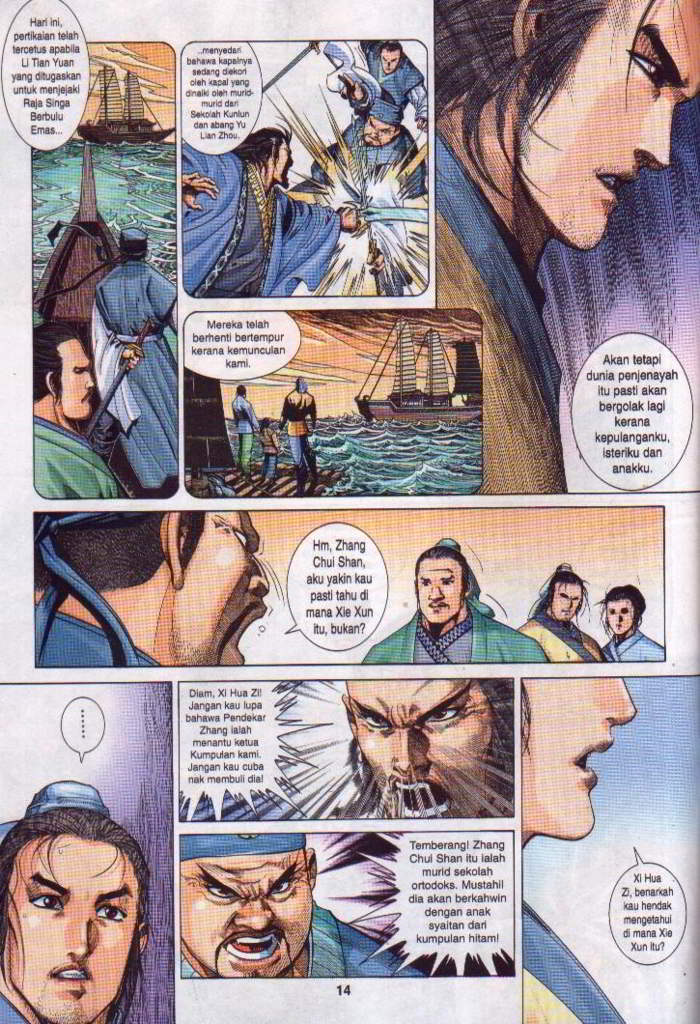 Hari ini,
pertikaian telah
tercetus apabila
Li Tian Yuan
yang ditugaskan
untuk menjejaki
Raja Singa
Berbulu
Emas...
...menyedari
bahawa kapalnya
sedang diekori
oleh kapal yang
dinaiki oleh murid-
murid dari
Sekolah Kunlun
dan abang Yu
Lian Zhou.
Mereka telah
berhenti bertempur
kerana kemunculan
kami.
Akan tetapi
dunia penjenayah
itu pasti akan
bergolak lagi
kerana
kepulanganku,
isteriku dan
anakku.
Hm, Zhang
Chui Shan,
aku yakin kau
pasti tahu di
mana Xie Xun
itu, bukan?
......
Diam, Xi Hua Zi!
Jangan kau lupa
bahawa Pendekar
Zhang ialah
menantu ketua
Kumpulan kami.
Jangan kau cuba
nak membuli dia!
Temberang! Zhang
Chui Shan itu ialah
murid sekolah
ortodoks. Mustahil
dia akan berkahwin
dengan anak
syaitan dari
kumpulan hitam!
Xi Hua
Zi, benarkah
kau hendak
mengetahui
di mana Xie
Xun itu?
14